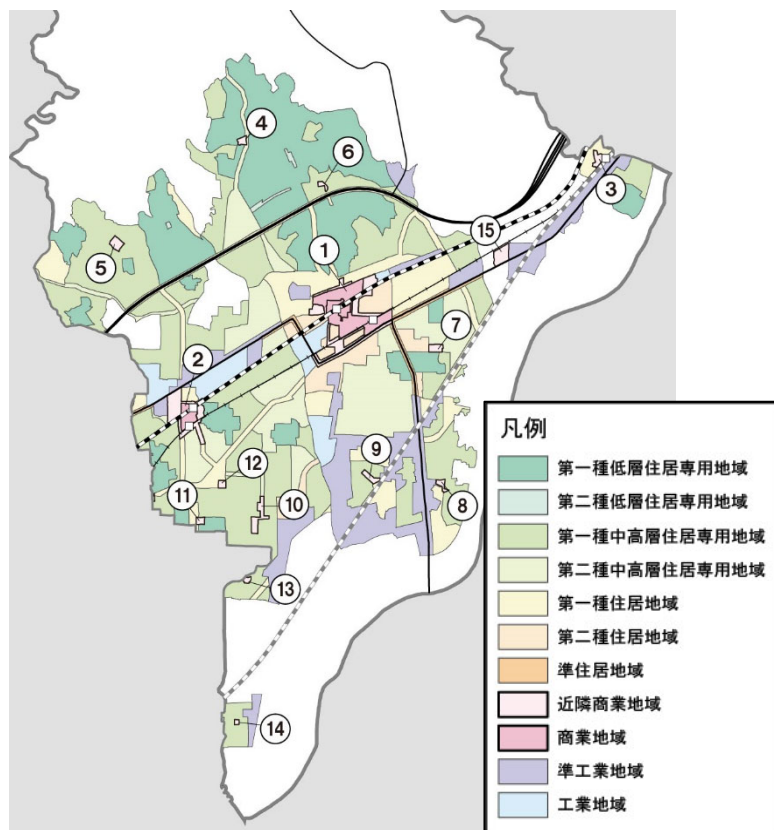 4
6
3
15
1
5
7
2
9
12
11
10
8
13
14
凡例
第一種低層住居専用地域
第二種低層住居専用地域
第一種中高層住居専用地域
第二種中高層住居専用地域
第一種住居地域
第二種住居地域
準住居地域
近隣商業地域
商業地域
準工業地域
工業地域